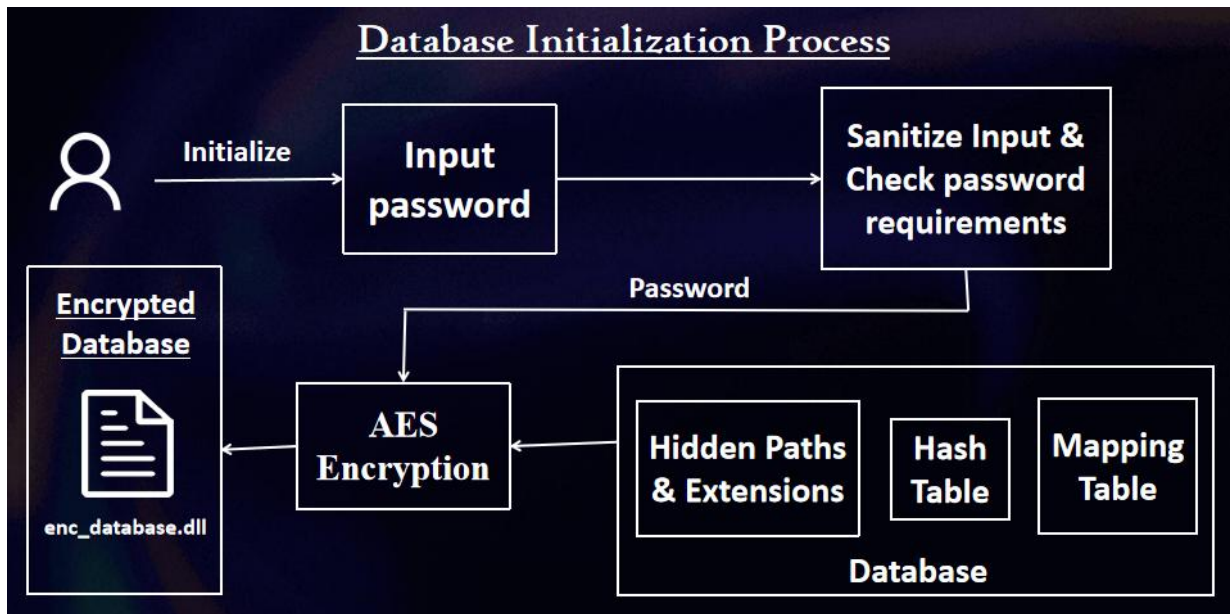 Database Initialization Process
Initialize
Input
password
Sanitize Input &
Check password
requirements
Password
Encrypted
Database
enc_database.dll
AES
Encryption
Hidden Paths
& Extensions
Hash
Table
Mapping
Table
Database